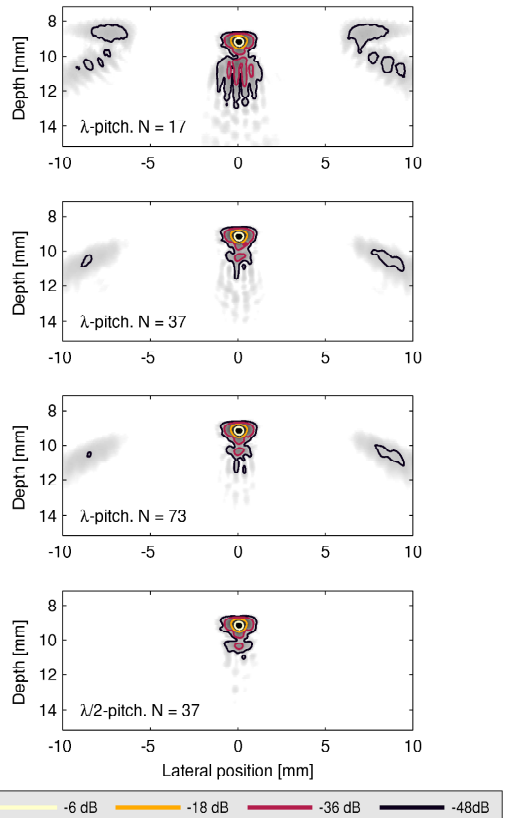 8
10
12
14
Depth [mm]
λ-pitch. N = 17
-10 -5 0 5 10
8
10
12
14
Depth [mm]
λ-pitch. N = 37
-10 -5 0 5 10
8
10
12
14
Depth [mm]
λ-pitch. N = 73
-10 -5 0 5 10
8
10
12
14
Depth [mm]
λ/2-pitch. N = 37
-10 -5 0 5 10
Lateral position [mm]
-6 dB -18 dB -36 dB -48dB